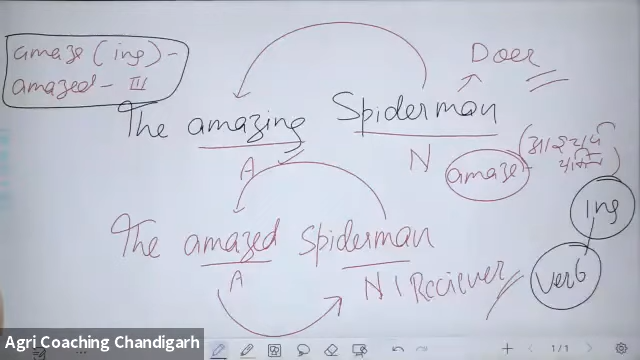 amaze (ing) -
amazed - III
Doer
The amazing Spiderman
A
N
amaze
ing
The amazed Spiderman
A
N
Reciever
verb
Agri Coaching Chandigarh
1/1